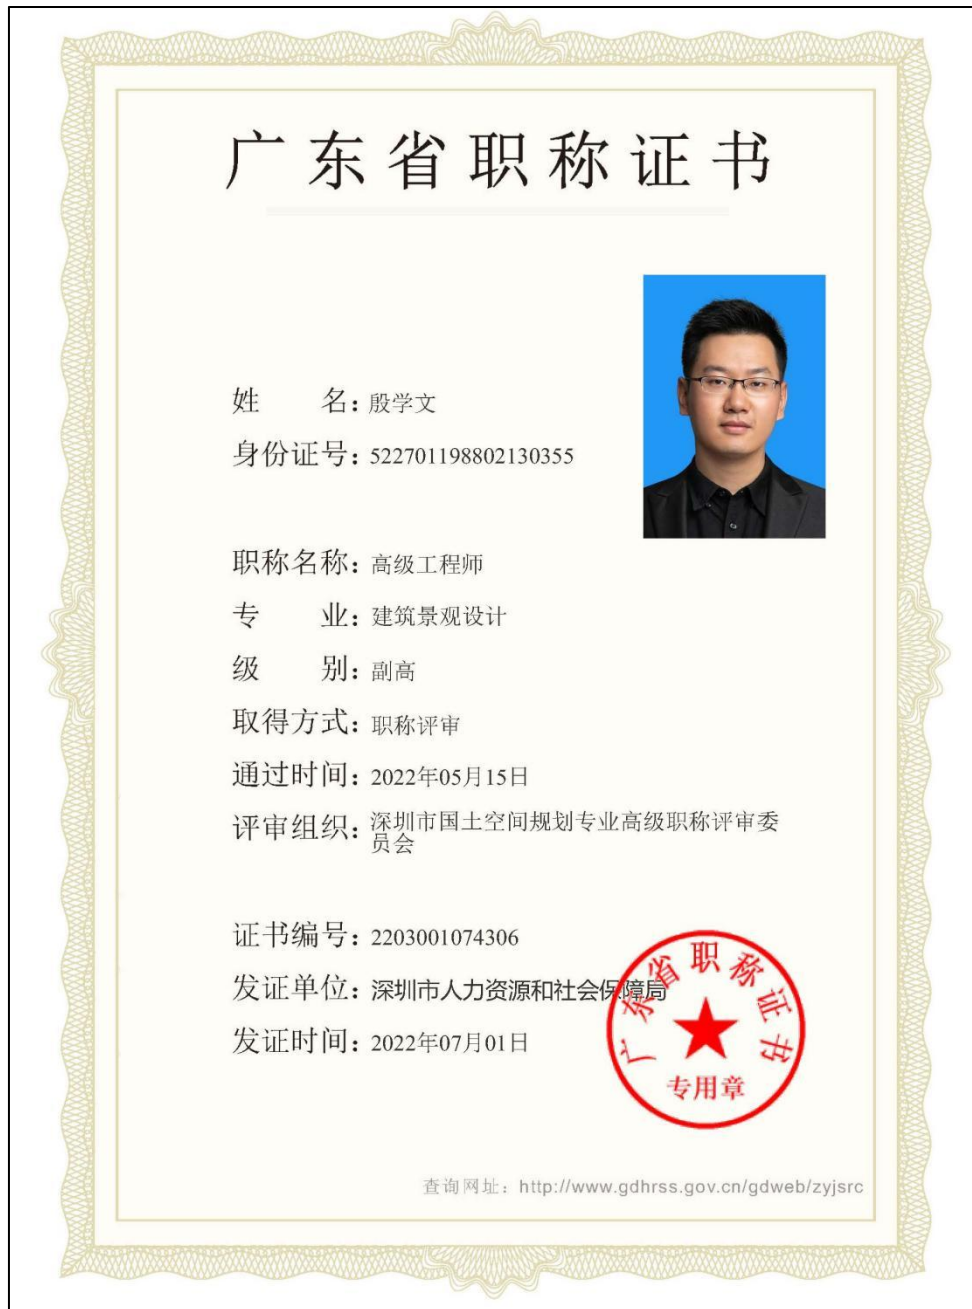 广东省职称证书
姓名：殷学文
身份证号：522701198802130355
职称名称：高级工程师
专业：建筑景观设计
级别：副高
取得方式：职称评审
通过时间：2022年05月15日
评审组织：深圳市国土空间规划专业高级职称评审委
员会
证书编号：2203001074306
发证单位：深圳市人力资源和社会保障局
发证时间：2022年07月01日
广东省职称证书
专用章
查询网址：http://www.gdhrss.gov.cn/gdweb/zyjsrc